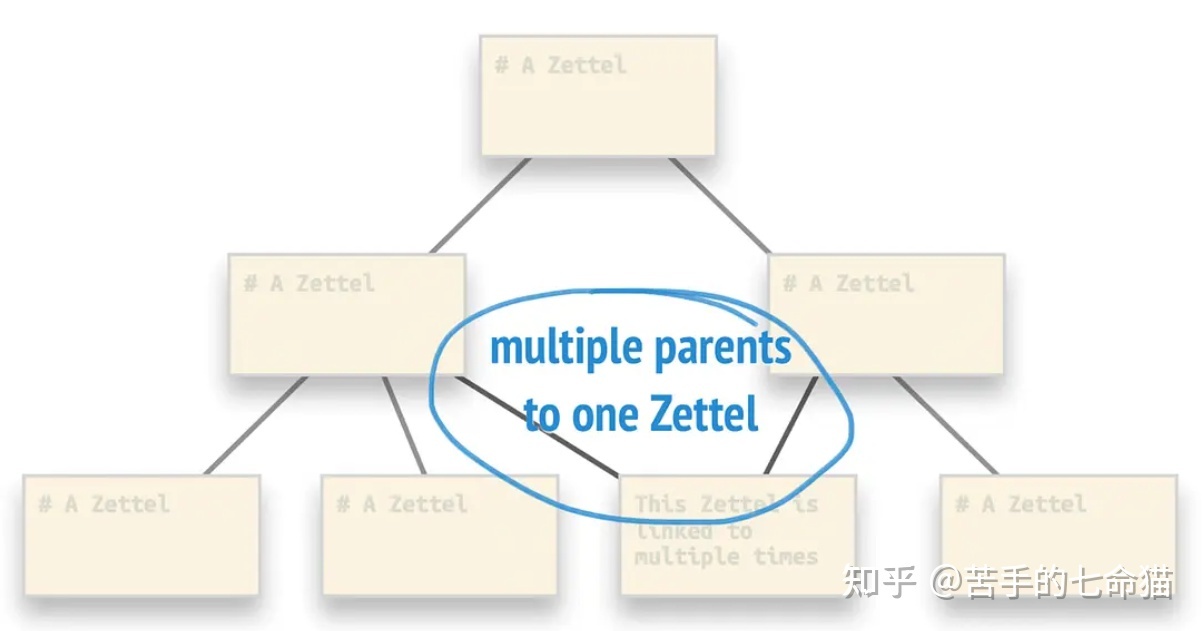 # A Zettel
# A Zettel
# A Zettel
multiple parents
to one Zettel
# A Zettel
# A Zettel
This Zettel is
linked to
multiple times
# A Zettel
知乎 @苦手的七命猫